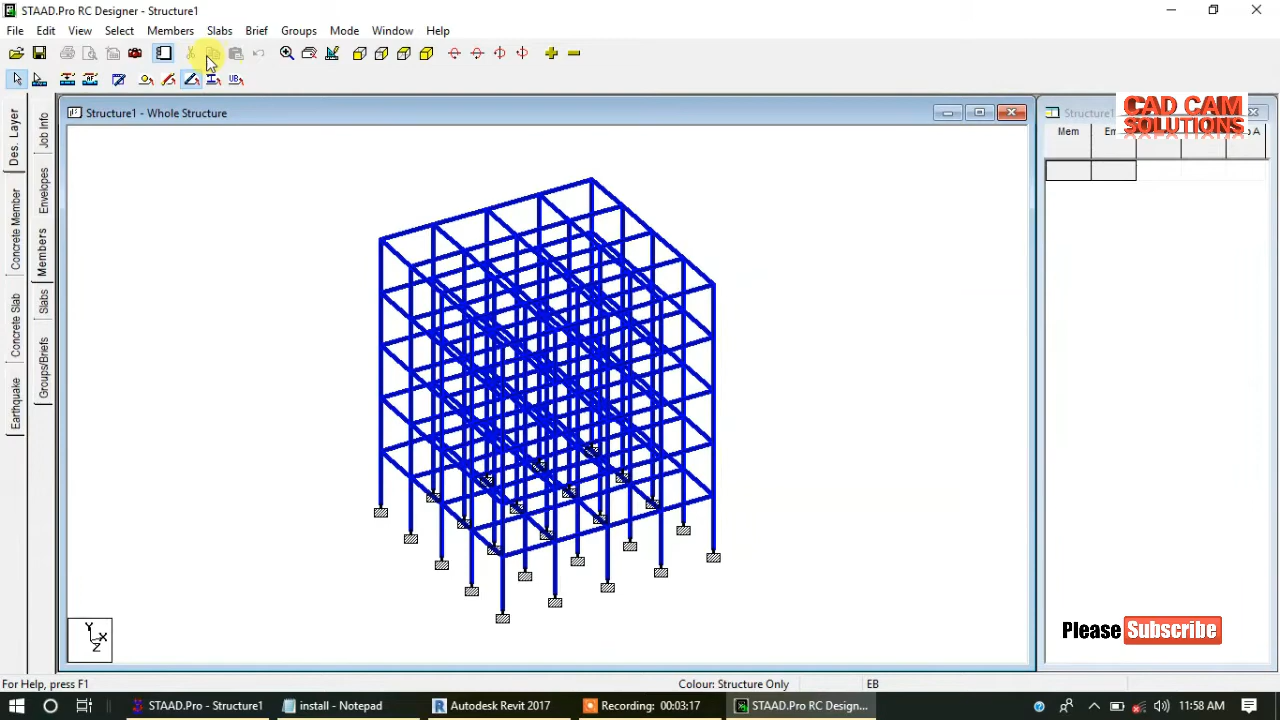 STAAD.Pro RC Designer - Structure1
File Edit View Select Members Slabs Brief Groups Mode Window Help
UB
Des. Layer
Concrete Member
Concrete Slab
Earthquake
Job Info
Envelopes
Members
Slabs
Groups/Briefs
Structure1 - Whole Structure
Structure1
CAD CAM
SOLUTIONS
Mem
Y
X
Z
Please Subscribe
For Help, press F1
Colour: Structure Only
EB
STAAD.Pro - Structure1
install - Notepad
Autodesk Revit 2017
Recording: 00:03:17
STAAD.Pro RC Design...
11:58 AM